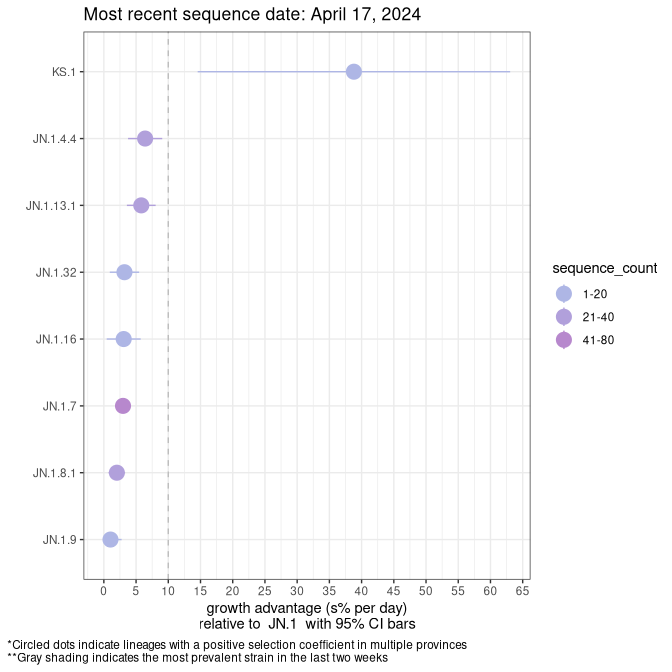 Most recent sequence date: April 17, 2024
KS.1
JN.1.4.4
JN.1.13.1
JN.1.32
JN.1.16
JN.1.7
JN.1.8.1
JN.1.9
0 5 10 15 20 25 30 35 40 45 50 55 60 65
growth advantage (s% per day)
relative to JN.1 with 95% CI bars
sequence_count
1-20
21-40
41-80
*Circled dots indicate lineages with a positive selection coefficient in multiple provinces
**Gray shading indicates the most prevalent strain in the last two weeks